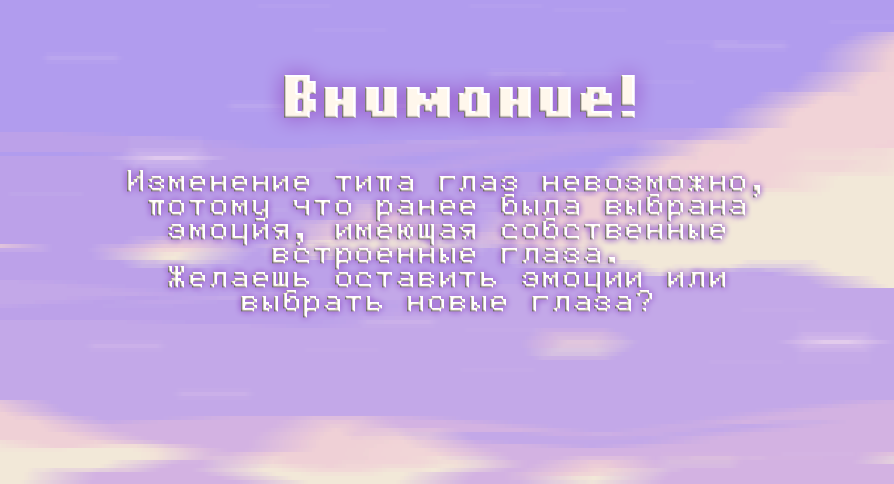 Внимание!
Изменение типа глаз невозможно,
потому что ранее была выбрана
эмоция, имеющая собственные
встроенные глаза.
Желаешь оставить эмоции или
выбрать новые глаза?